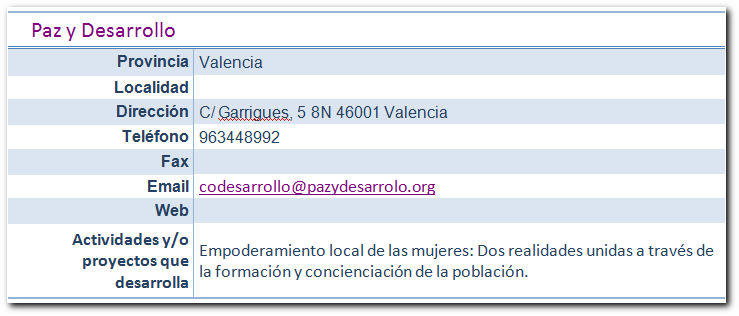 Paz y Desarrollo
Provincia Valencia
Localidad
Dirección C/ Garrigues, 5 8N 46001 Valencia
Teléfono 963448992
Fax
Email codesarrollo@pazydesarrolo.org
Web
Actividades y/o
proyectos que
desarrolla
Empoderamiento local de las mujeres: Dos realidades unidas a través de
la formación y concienciación de la población.